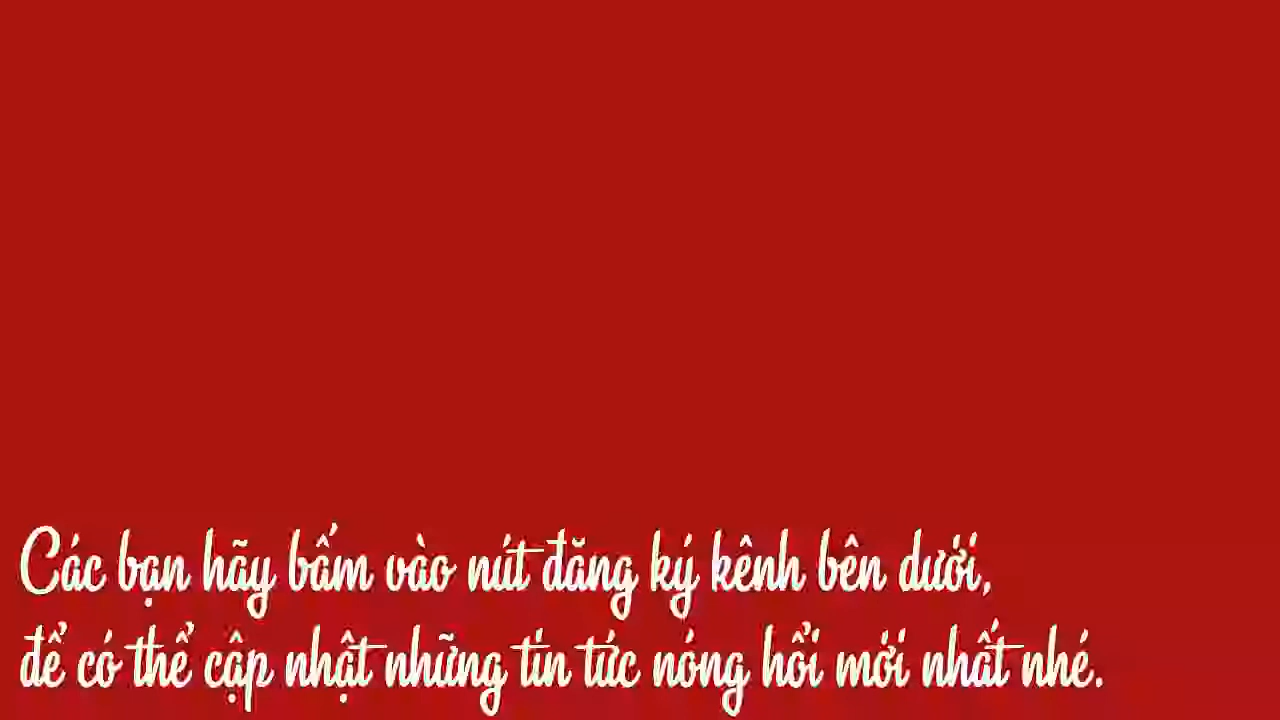 Các bạn hãy bấm vào nút đăng ký kênh bên dưới,
để có thể cập nhật những tin tức nóng hổi mới nhất nhé.